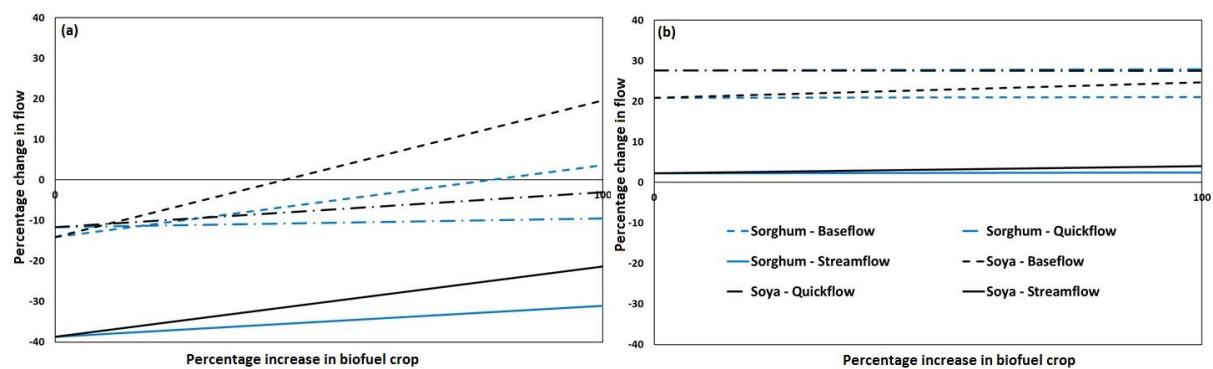 (a)
Percentage change in flow
40
30
20
10
0
-10
-20
-30
-40
0
100
Percentage increase in biofuel crop
(b)
Percentage change in flow
40
30
20
10
0
-10
-20
-30
-40
0
100
Sorghum - Baseflow
Sorghum - Quickflow
Sorghum - Streamflow
Soya - Baseflow
Soya - Quickflow
Soya - Streamflow
Percentage increase in biofuel crop